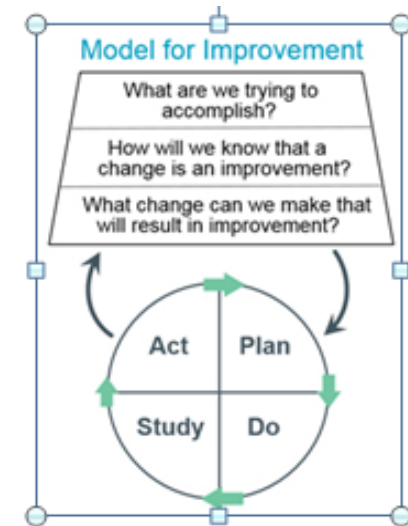 Model for Improvement
What are we trying to
accomplish?
How will we know that a
change is an improvement?
What change can we make that
will result in improvement?
Act
Plan
Study
Do